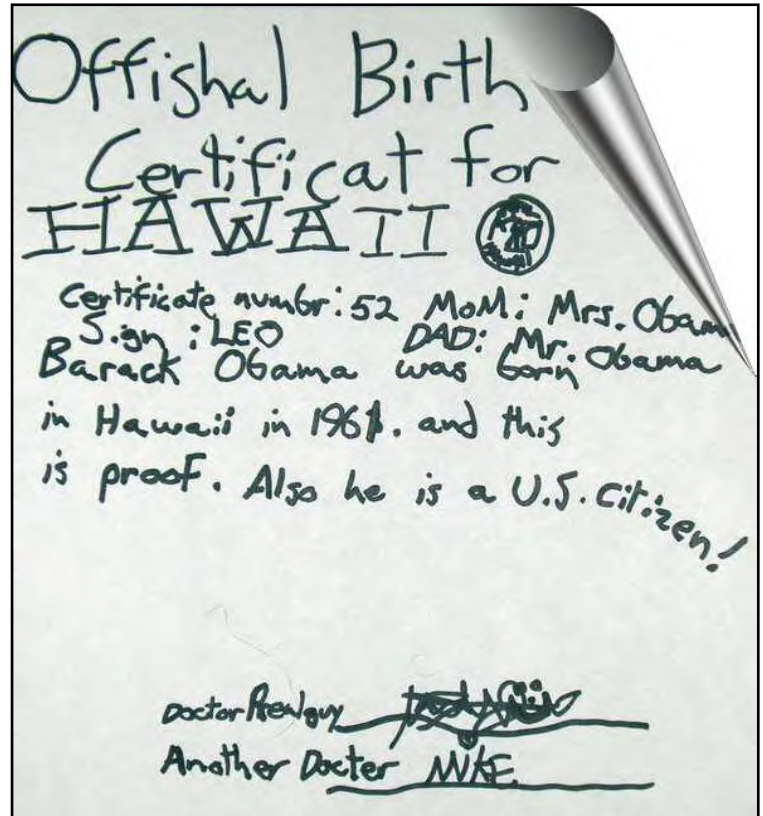 Offishal Birth
Certificat for
HAWAII
Certificate numbr: 52 MoM: Mrs. Obam
Sign: LEO DAD: Mr. Obama
Barack Obama was born
in Hawaii in 1961. and this
is proof. Also he is a U.S. citizen!
Doctor Realguy
Another Docter MIKE